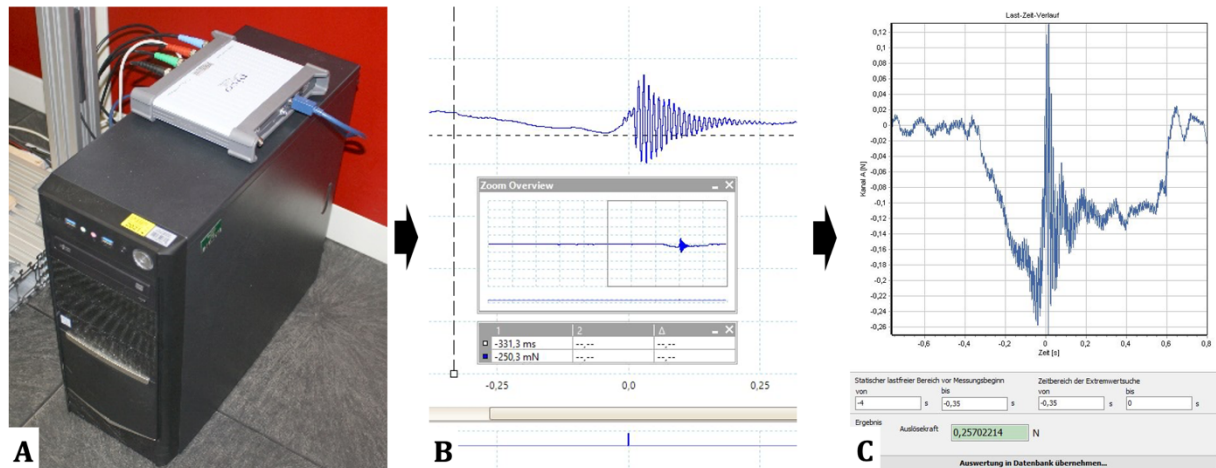 pico
A
Zoom Overview
1 2 Δ
-331,3 ms --,-- --,--
-250,3 mN --,-- --,--
-0,25 0,0 0,25
B
Last-Zeit-Verlauf
0,12
0,1
0,08
0,06
0,04
0,02
0
-0,02
-0,04
-0,06
-0,08
-0,1
-0,12
-0,14
-0,16
-0,18
-0,2
-0,22
-0,24
-0,26
Kanal A [N]
-0,6 -0,4 -0,2 0 0,2 0,4 0,6 0,8
Zeit [s]
Statischer lastfreier Bereich vor Messungsbeginn Zeitbereich der Extremwertsuche
von bis von bis
-4 s -0,35 s -0,35 s 0 s
Ergebnis
Auslösekraft 0,25702214 N
C
Auswertung in Datenbank übernehmen...